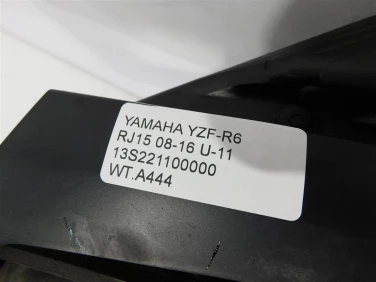 YAMAHA YZF-R6
RJ15 08-16 U-11
13S221100000
WT.A444